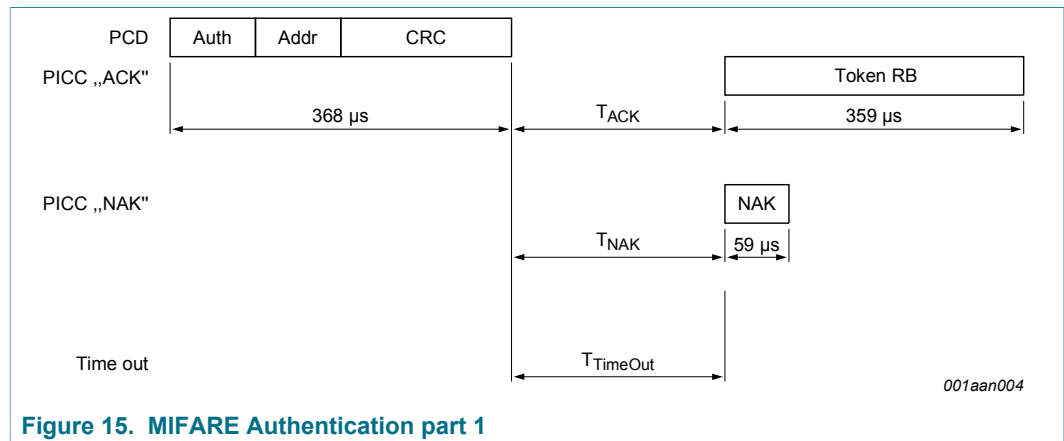 PCD Auth Addr CRC
PICC ,,ACK" Token RB
368 µs TACK 359 µs
PICC ,,NAK" NAK
TNAK 59 µs
Time out TTimeOut
001aan004
Figure 15. MIFARE Authentication part 1